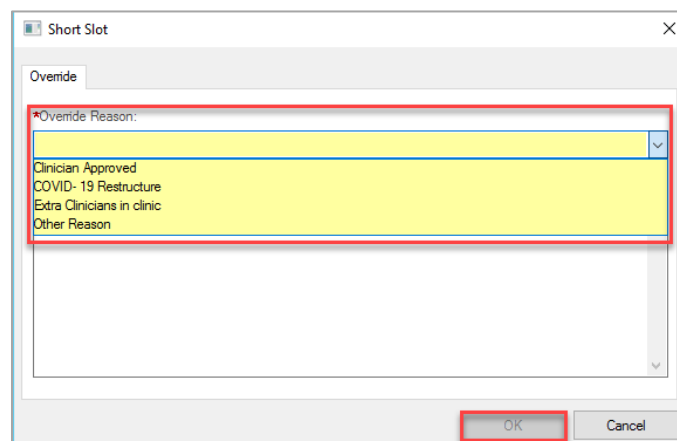 Short Slot
Override
*Override Reason:
Clinician Approved
COVID- 19 Restructure
Extra Clinicians in clinic
Other Reason
OK Cancel